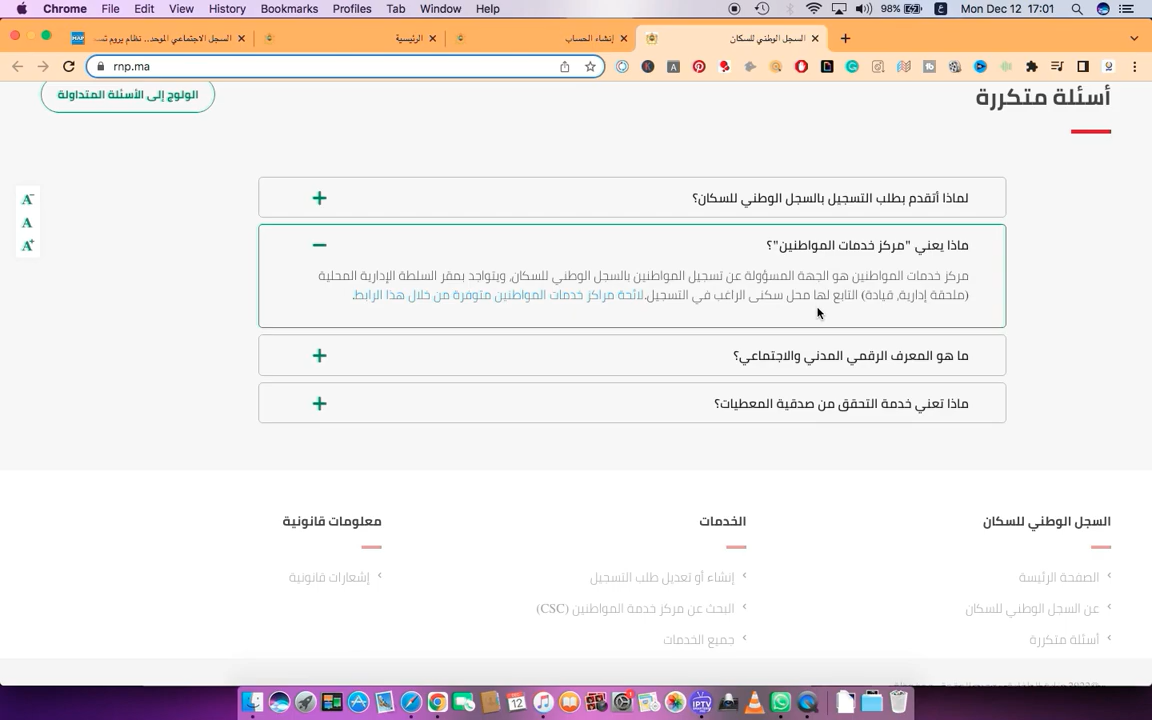 Chrome File Edit View History Bookmarks Profiles Tab Window Help 98% Mon Dec 12 17:01
السجل الوطني للسكان
إنشاء الحساب
الرئيسية
السجل الاجتماعي الموحد.. نظام يروم
rnp.ma
أسئلة متكررة
الولوج إلى الأسئلة المتداولة
A-
A
A+
لماذا أتقدم بطلب التسجيل بالسجل الوطني للسكان؟
ماذا يعني "مركز خدمات المواطنين"؟
مركز خدمات المواطنين هو الجهة المسؤولة عن تسجيل المواطنين بالسجل الوطني للسكان، ويتواجد بمقر السلطة الإدارية المحلية
(ملحقة إدارية، قيادة) التابع لها محل سكنى الراغب في التسجيل.لائحة مراكز خدمات المواطنين متوفرة من خلال هذا الرابط.
ما هو المعرف الرقمي المدني والاجتماعي؟
ماذا تعني خدمة التحقق من صدقية المعطيات؟
السجل الوطني للسكان
الصفحة الرئيسة
عن السجل الوطني للسكان
أسئلة متكررة
الخدمات
إنشاء أو تعديل طلب التسجيل
البحث عن مركز خدمة المواطنين (CSC)
جميع الخدمات
معلومات قانونية
إشعارات قانونية